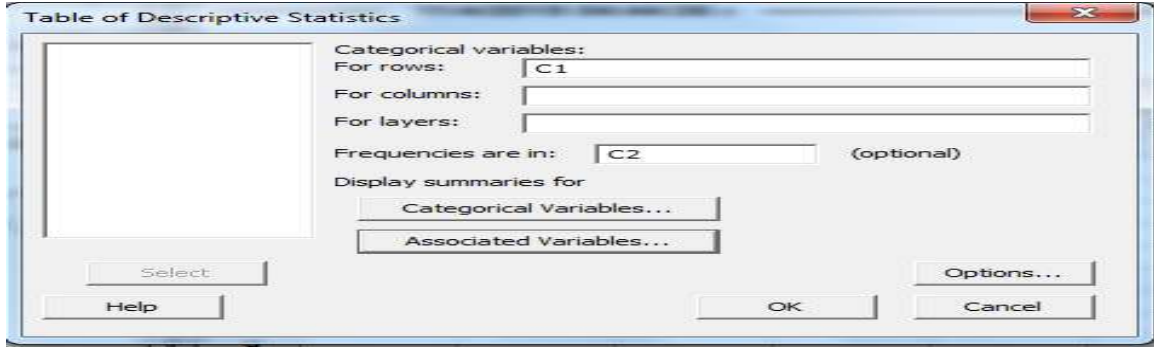 Table of Descriptive Statistics
Categorical variables:
For rows: C1
For columns:
For layers:
Frequencies are in: C2 (optional)
Display summaries for
Categorical Variables...
Associated Variables...
Select Options...
Help OK Cancel